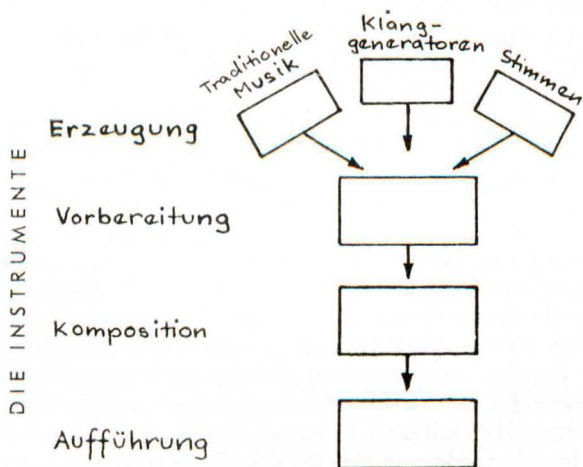 Klang-
generatoren
Traditionelle
Musik
Stimmen
Erzeugung
DIE INSTRUMENTE
Vorbereitung
Komposition
Aufführung